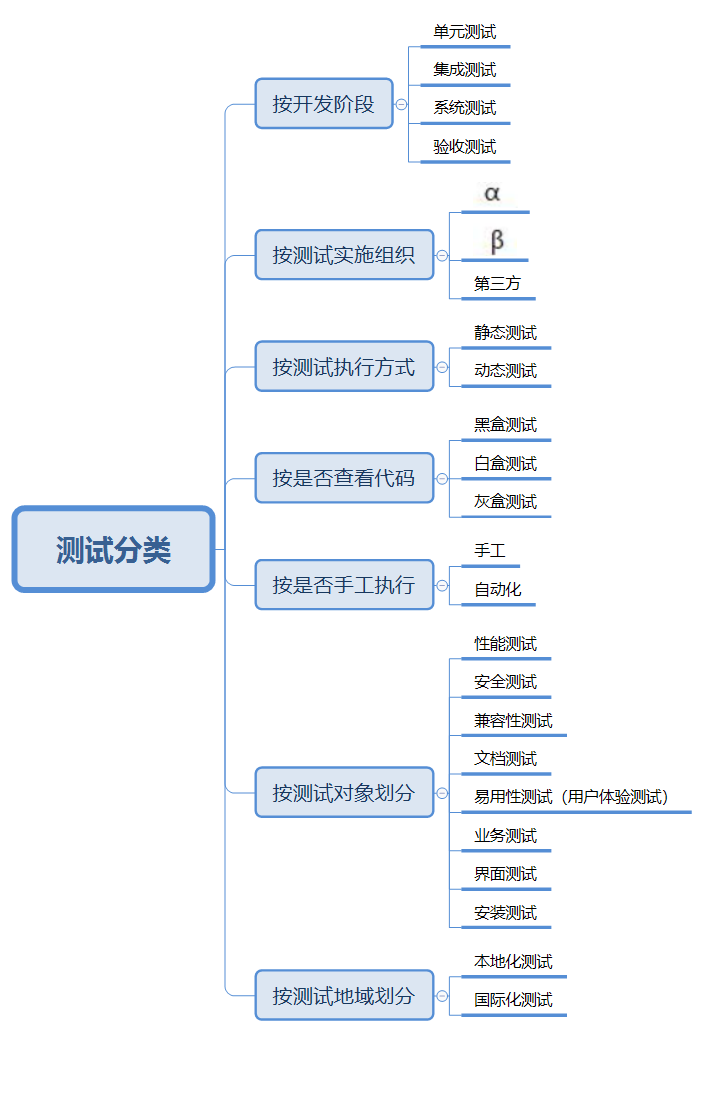 测试分类
按开发阶段
单元测试
集成测试
系统测试
验收测试
按测试实施组织
α
β
第三方
按测试执行方式
静态测试
动态测试
按是否查看代码
黑盒测试
白盒测试
灰盒测试
按是否手工执行
手工
自动化
按测试对象划分
性能测试
安全测试
兼容性测试
文档测试
易用性测试（用户体验测试）
业务测试
界面测试
安装测试
按测试地域划分
本地化测试
国际化测试